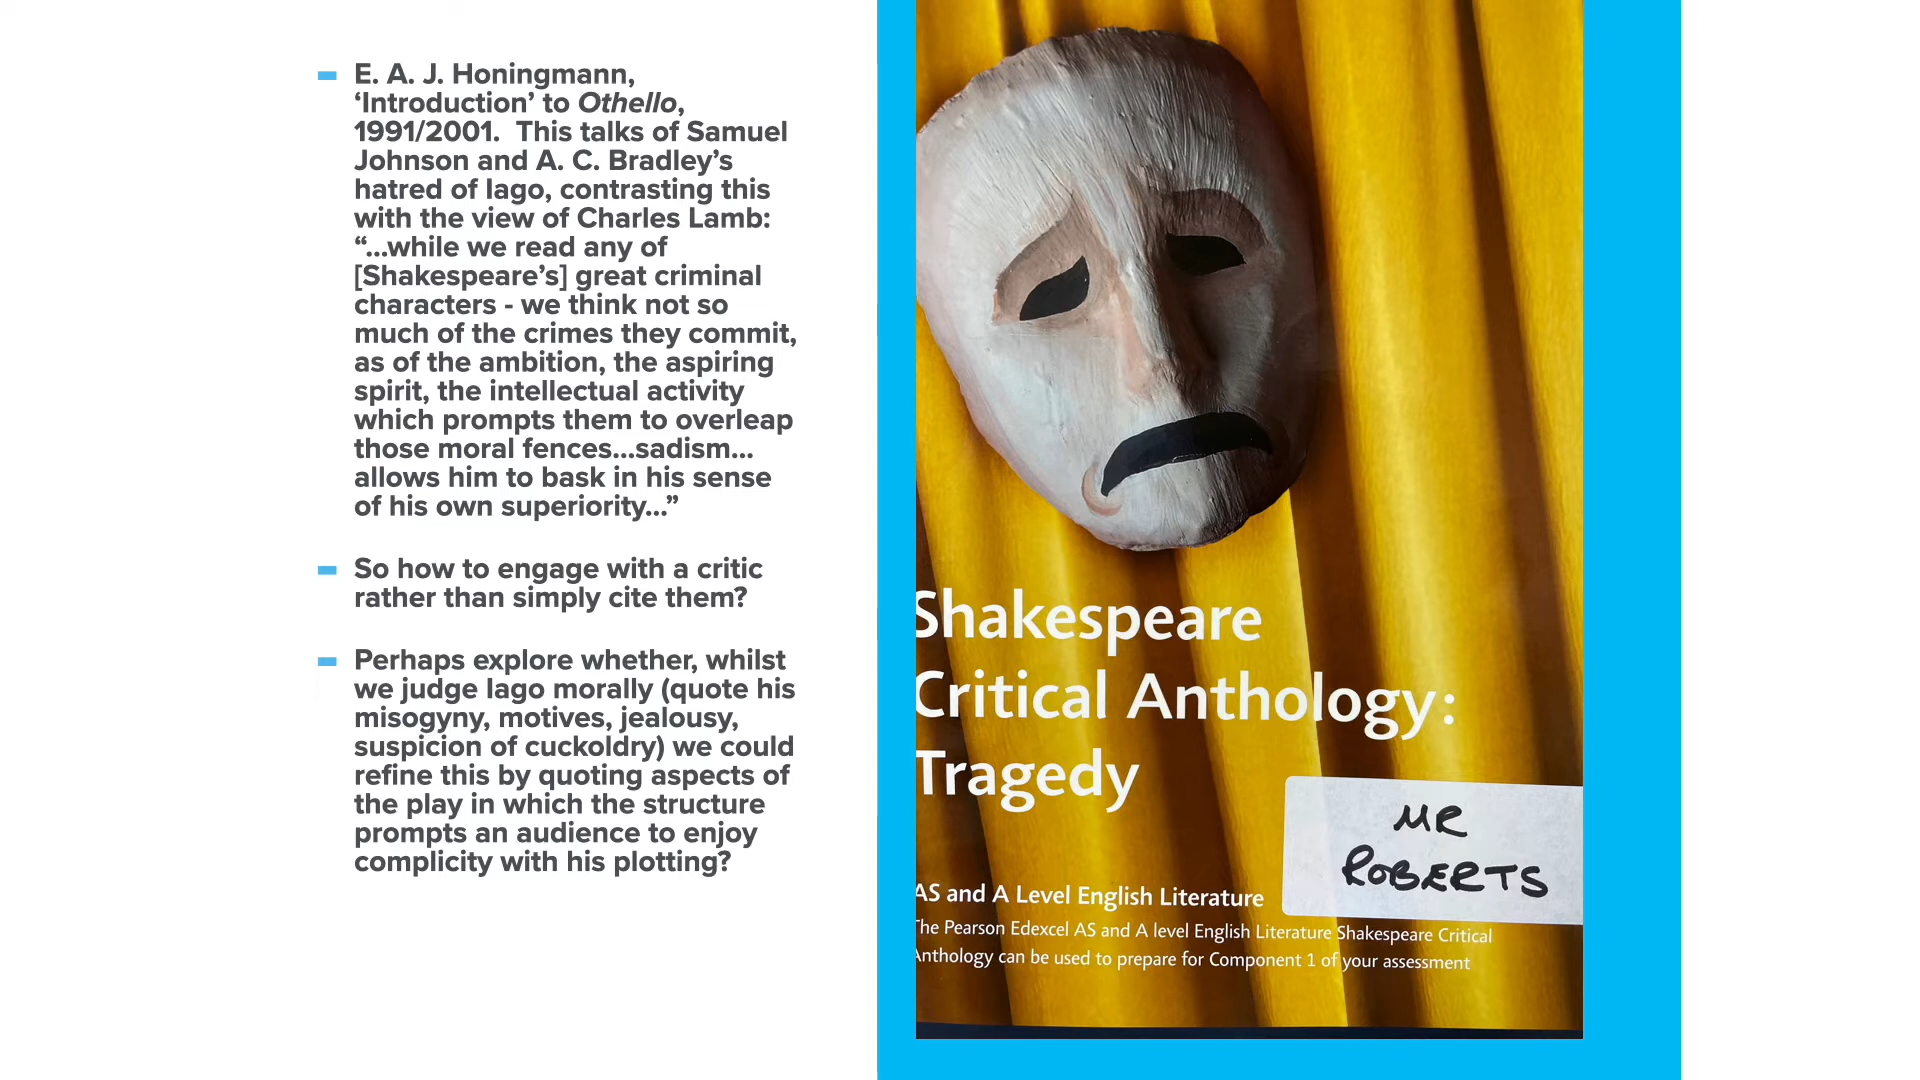 E. A. J. Honingmann,
‘Introduction’ to Othello,
1991/2001.  This talks of Samuel
Johnson and A. C. Bradley’s
hatred of Iago, contrasting this
with the view of Charles Lamb:
“...while we read any of
[Shakespeare’s] great criminal
characters - we think not so
much of the crimes they commit,
as of the ambition, the aspiring
spirit, the intellectual activity
which prompts them to overleap
those moral fences...sadism...
allows him to bask in his sense
of his own superiority...”
So how to engage with a critic
rather than simply cite them?
Perhaps explore whether, whilst
we judge Iago morally (quote his
misogyny, motives, jealousy,
suspicion of cuckoldry) we could
refine this by quoting aspects of
the play in which the structure
prompts an audience to enjoy
complicity with his plotting?
Shakespeare
Critical Anthology:
Tragedy
MR
ROBERTS
AS and A Level English Literature
The Pearson Edexcel AS and A level English Literature Shakespeare Critical
Anthology can be used to prepare for Component 1 of your assessment